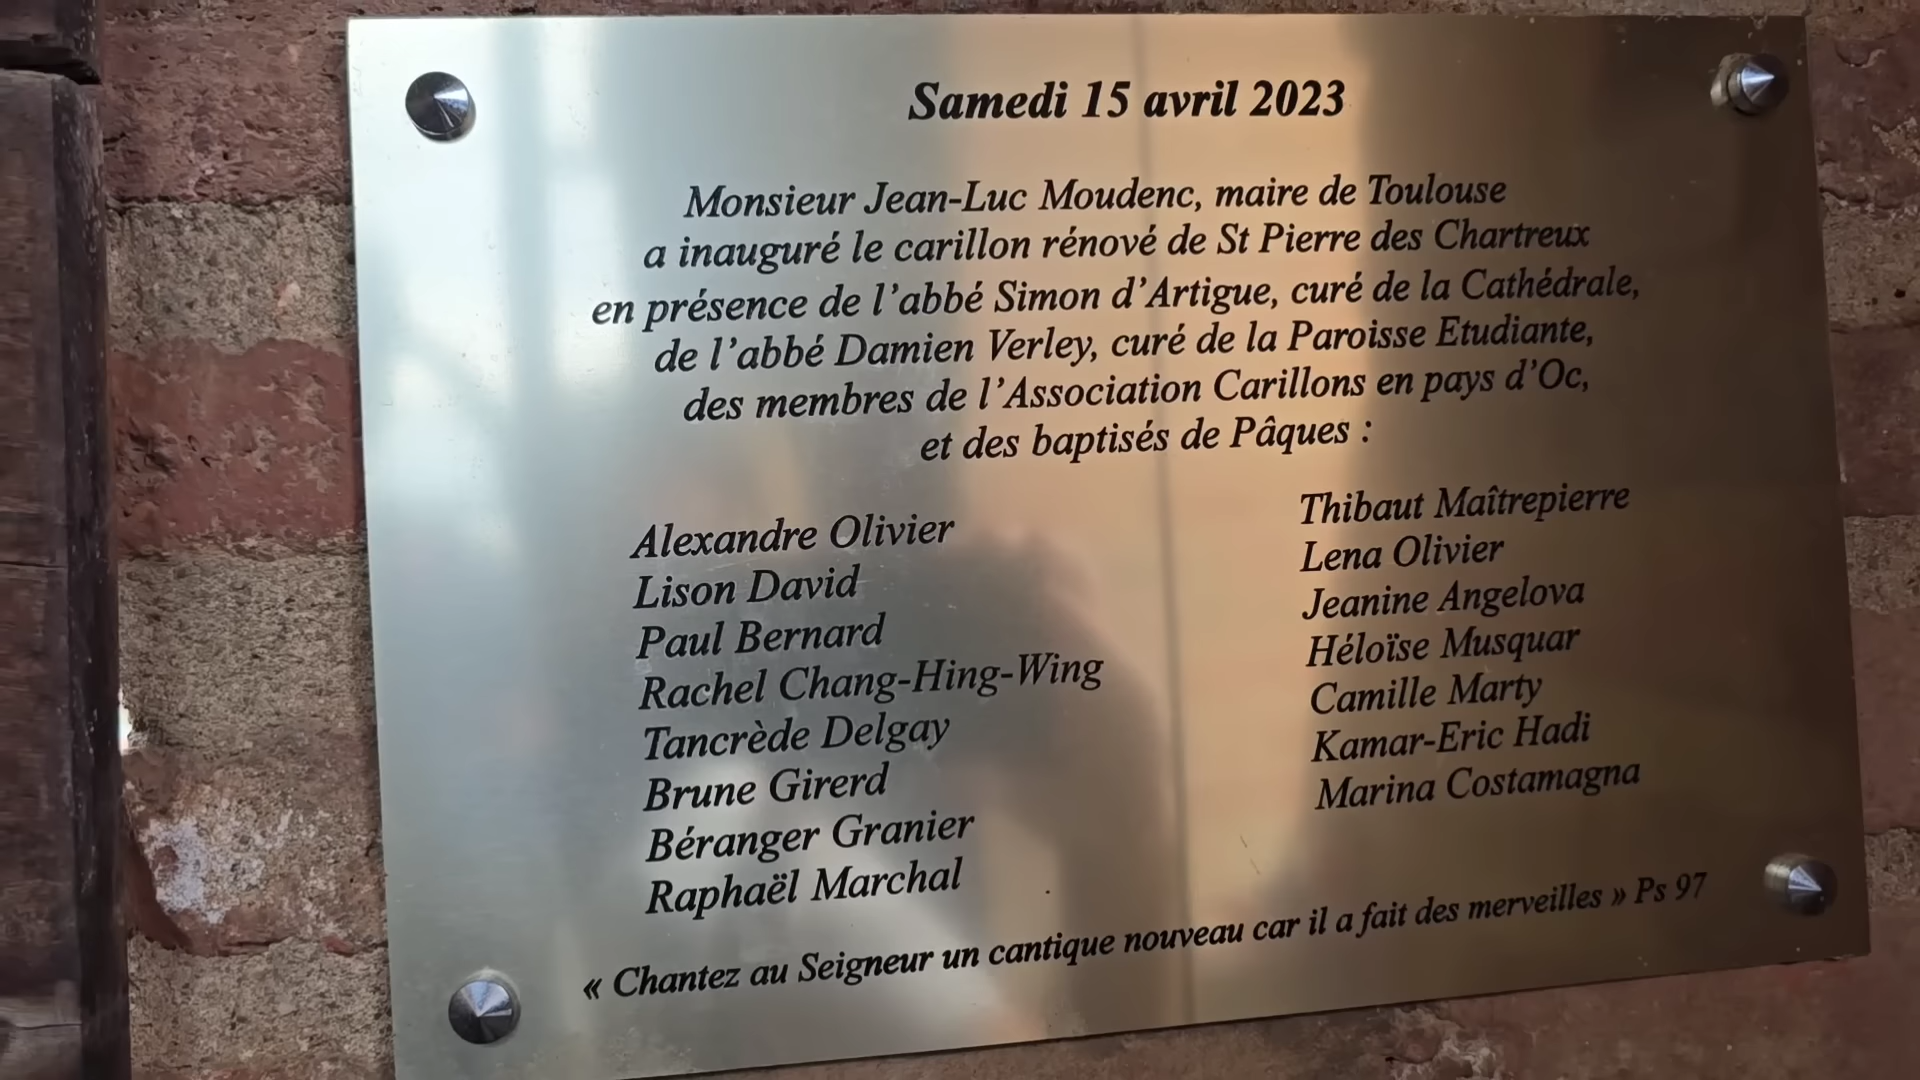 Samedi 15 avril 2023
Monsieur Jean-Luc Moudenc, maire de Toulouse
a inauguré le carillon rénové de St Pierre des Chartreux
en présence de l'abbé Simon d'Artigue, curé de la Cathédrale,
de l'abbé Damien Verley, curé de la Paroisse Etudiante,
des membres de l'Association Carillons en pays d'Oc,
et des baptisés de Pâques :
Alexandre Olivier
Lison David
Paul Bernard
Rachel Chang-Hing-Wing
Tancrède Delgay
Brune Girerd
Béranger Granier
Raphaël Marchal
Thibaut Maîtrepierre
Lena Olivier
Jeanine Angelova
Héloïse Musquar
Camille Marty
Kamar-Eric Hadi
Marina Costamagna
« Chantez au Seigneur un cantique nouveau car il a fait des merveilles » Ps 97